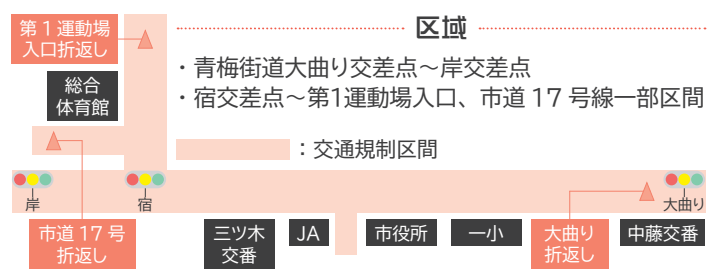 第1運動場
入口折返し
区域
・青梅街道大曲り交差点〜岸交差点
・宿交差点〜第1運動場入口、市道17号線一部区間
総合
体育館
：交通規制区間
岸
宿
大曲り
市道17号
折返し
三ツ木
交番
JA
市役所
一小
大曲り
折返し
中藤交番